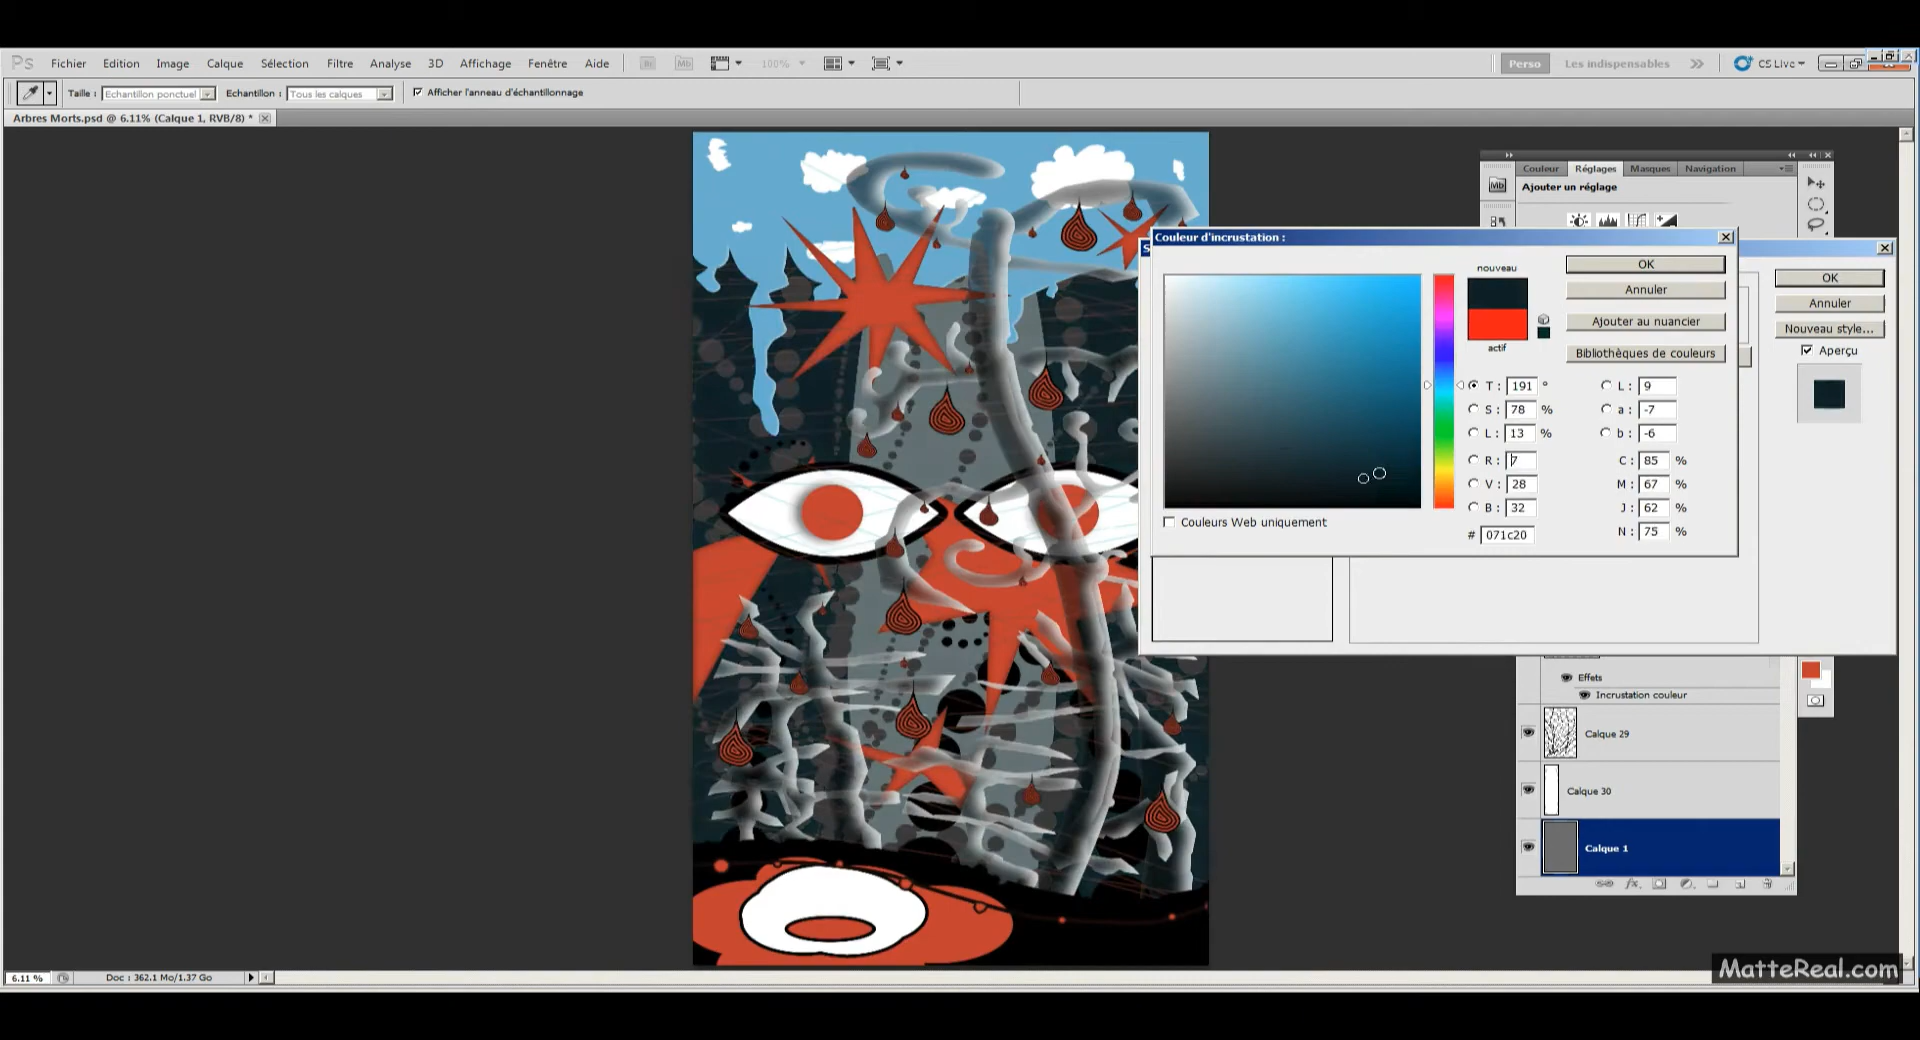 Ps Fichier Edition Image Calque Sélection Filtre Analyse 3D Affichage Fenêtre Aide Br Mb 100% Perso Les indispensables CS Live
Taille : Echantillon ponctuel Echantillon : Tous les calques Afficher l'anneau d'échantillonnage
Arbres Morts.psd @ 6.11% (Calque 1, RVB/8) *
Couleur Réglages Masques Navigation
Mb Ajouter un réglage
Couleur d'incrustation :
nouveau
actif
OK
Annuler
Ajouter au nuancier
Bibliothèques de couleurs
T : 191 °
S : 78 %
L : 13 %
R : 7
V : 28
B : 32
# 071c20
L : 9
a : -7
b : -6
C : 85 %
M : 67 %
J : 62 %
N : 75 %
Couleurs Web uniquement
OK
Annuler
Nouveau style...
Aperçu
Effets
Incrustation couleur
Calque 29
Calque 30
Calque 1
fx
6.11 % Doc : 362.1 Mo/1.37 Go
MatteReal.com